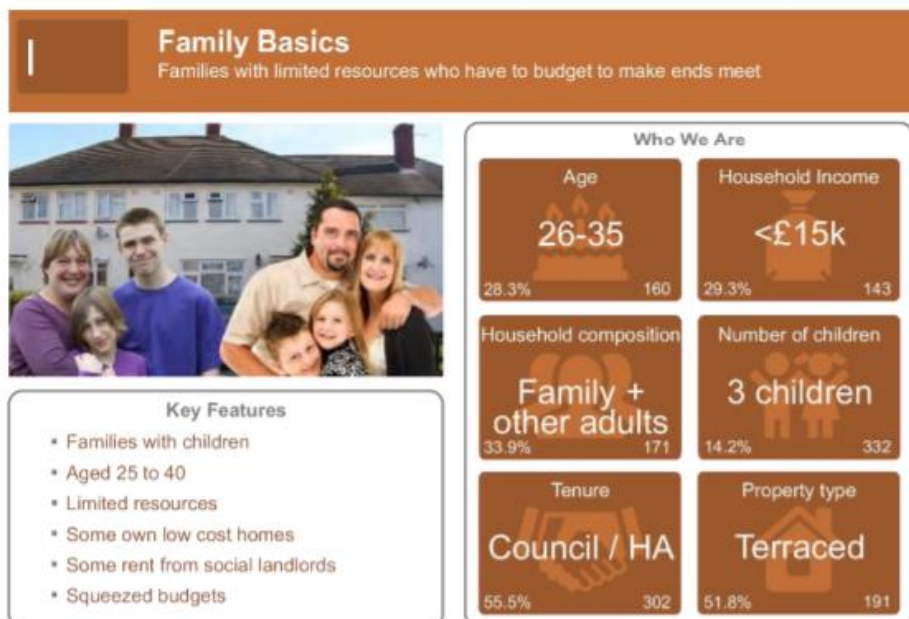 I
Family Basics
Families with limited resources who have to budget to make ends meet
Key Features
▪ Families with children
▪ Aged 25 to 40
▪ Limited resources
▪ Some own low cost homes
▪ Some rent from social landlords
▪ Squeezed budgets
Who We Are
Age
26-35
28.3% 160
Household Income
<£15k
29.3% 143
Household composition
Family +
other adults
33.9% 171
Number of children
3 children
14.2% 332
Tenure
Council / HA
55.5% 302
Property type
Terraced
51.8% 191